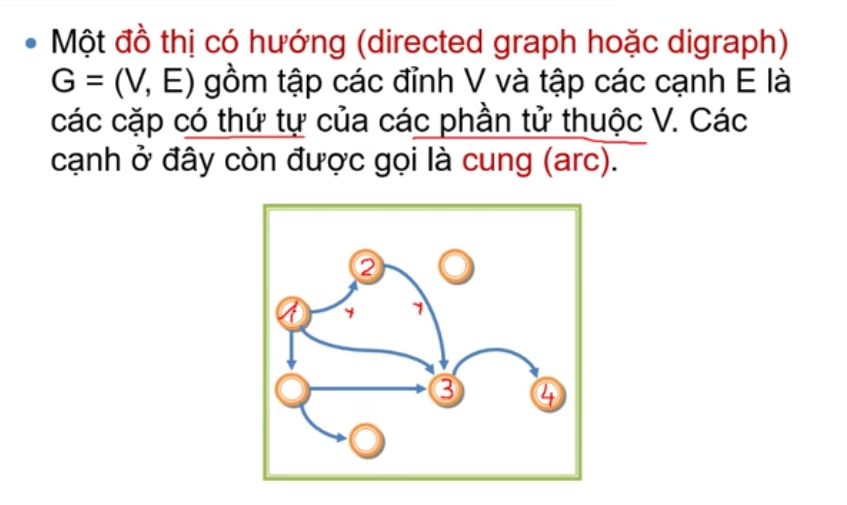 • Một đồ thị có hướng (directed graph hoặc digraph)
G = (V, E) gồm tập các đỉnh V và tập các cạnh E là
các cặp có thứ tự của các phần tử thuộc V. Các
cạnh ở đây còn được gọi là cung (arc).
2
1
3
4